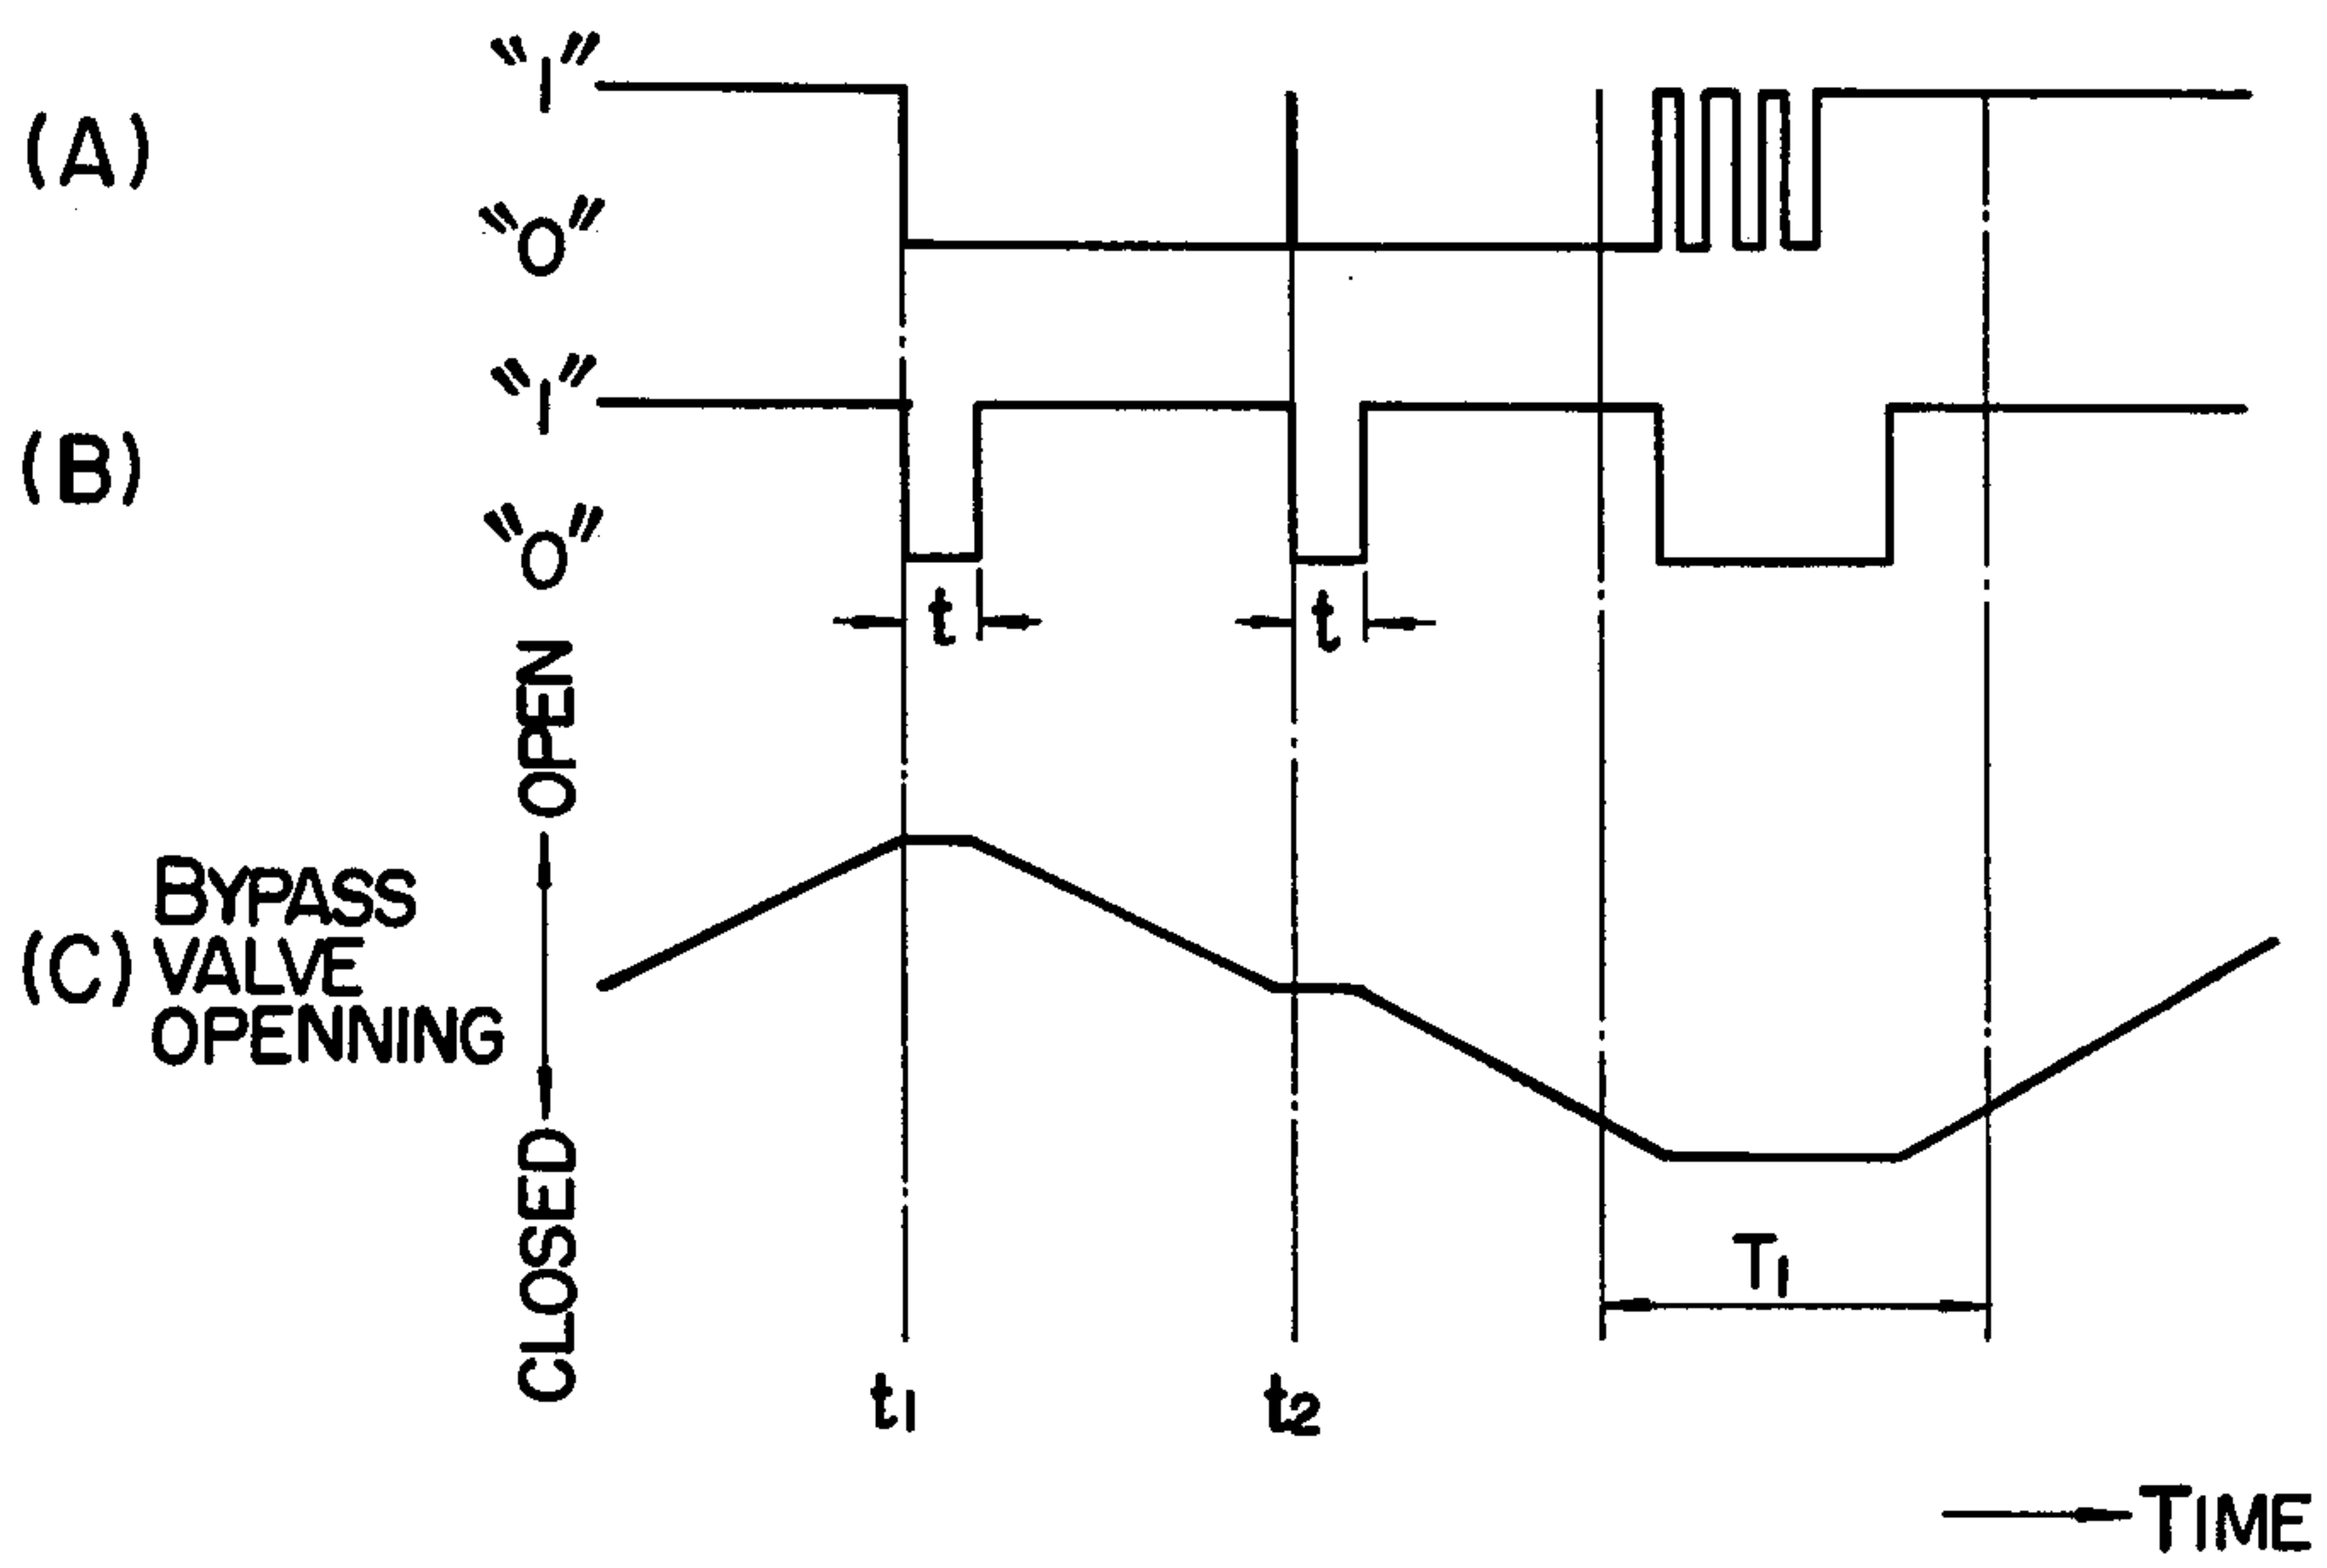 (A)
"1"
"0"
(B)
"1"
"0"
t
t
OPEN
(C) BYPASS
VALVE
OPENNING
CLOSED
T1
t1
t2
TIME